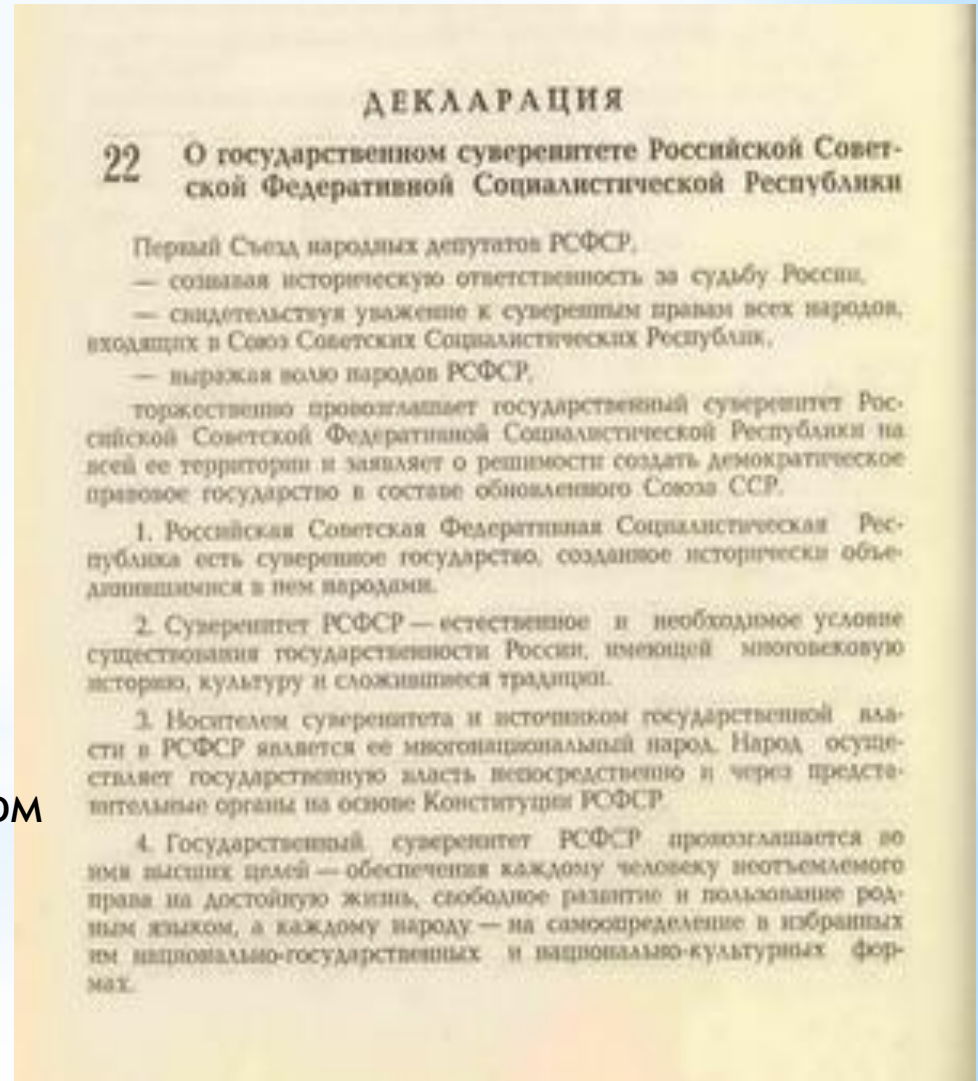 ДЕКЛАРАЦИЯ
22 О государственном суверенитете Российской Совет-
ской Федеративной Социалистической Республики
Первый Съезд народных депутатов РСФСР,
— сознавая историческую ответственность за судьбу России,
— свидетельствуя уважение к суверенным правам всех народов,
входящих в Союз Советских Социалистических Республик,
— выражая волю народов РСФСР,
торжественно провозглашает государственный суверенитет Рос-
сийской Советской Федеративной Социалистической Республики на
всей ее территории и заявляет о решимости создать демократическое
правовое государство в составе обновленного Союза ССР.
1. Российская Советская Федеративная Социалистическая Рес-
публика есть суверенное государство, созданное исторически объе-
динившимися в нем народами.
2. Суверенитет РСФСР — естественное и необходимое условие
существования государственности России, имеющей многовековую
историю, культуру и сложившиеся традиции.
3. Носителем суверенитета и источником государственной вла-
сти в РСФСР является её многонациональный народ. Народ осуще-
ствляет государственную власть непосредственно и через предста-
вительные органы на основе Конституции РСФСР.
ом
4. Государственный суверенитет РСФСР провозглашается во
имя высших целей — обеспечения каждому человеку неотъемлемого
права на достойную жизнь, свободное развитие и пользование род-
ным языком, а каждому народу — на самоопределение в избранных
им национально-государственных и национально-культурных фор-
мах.